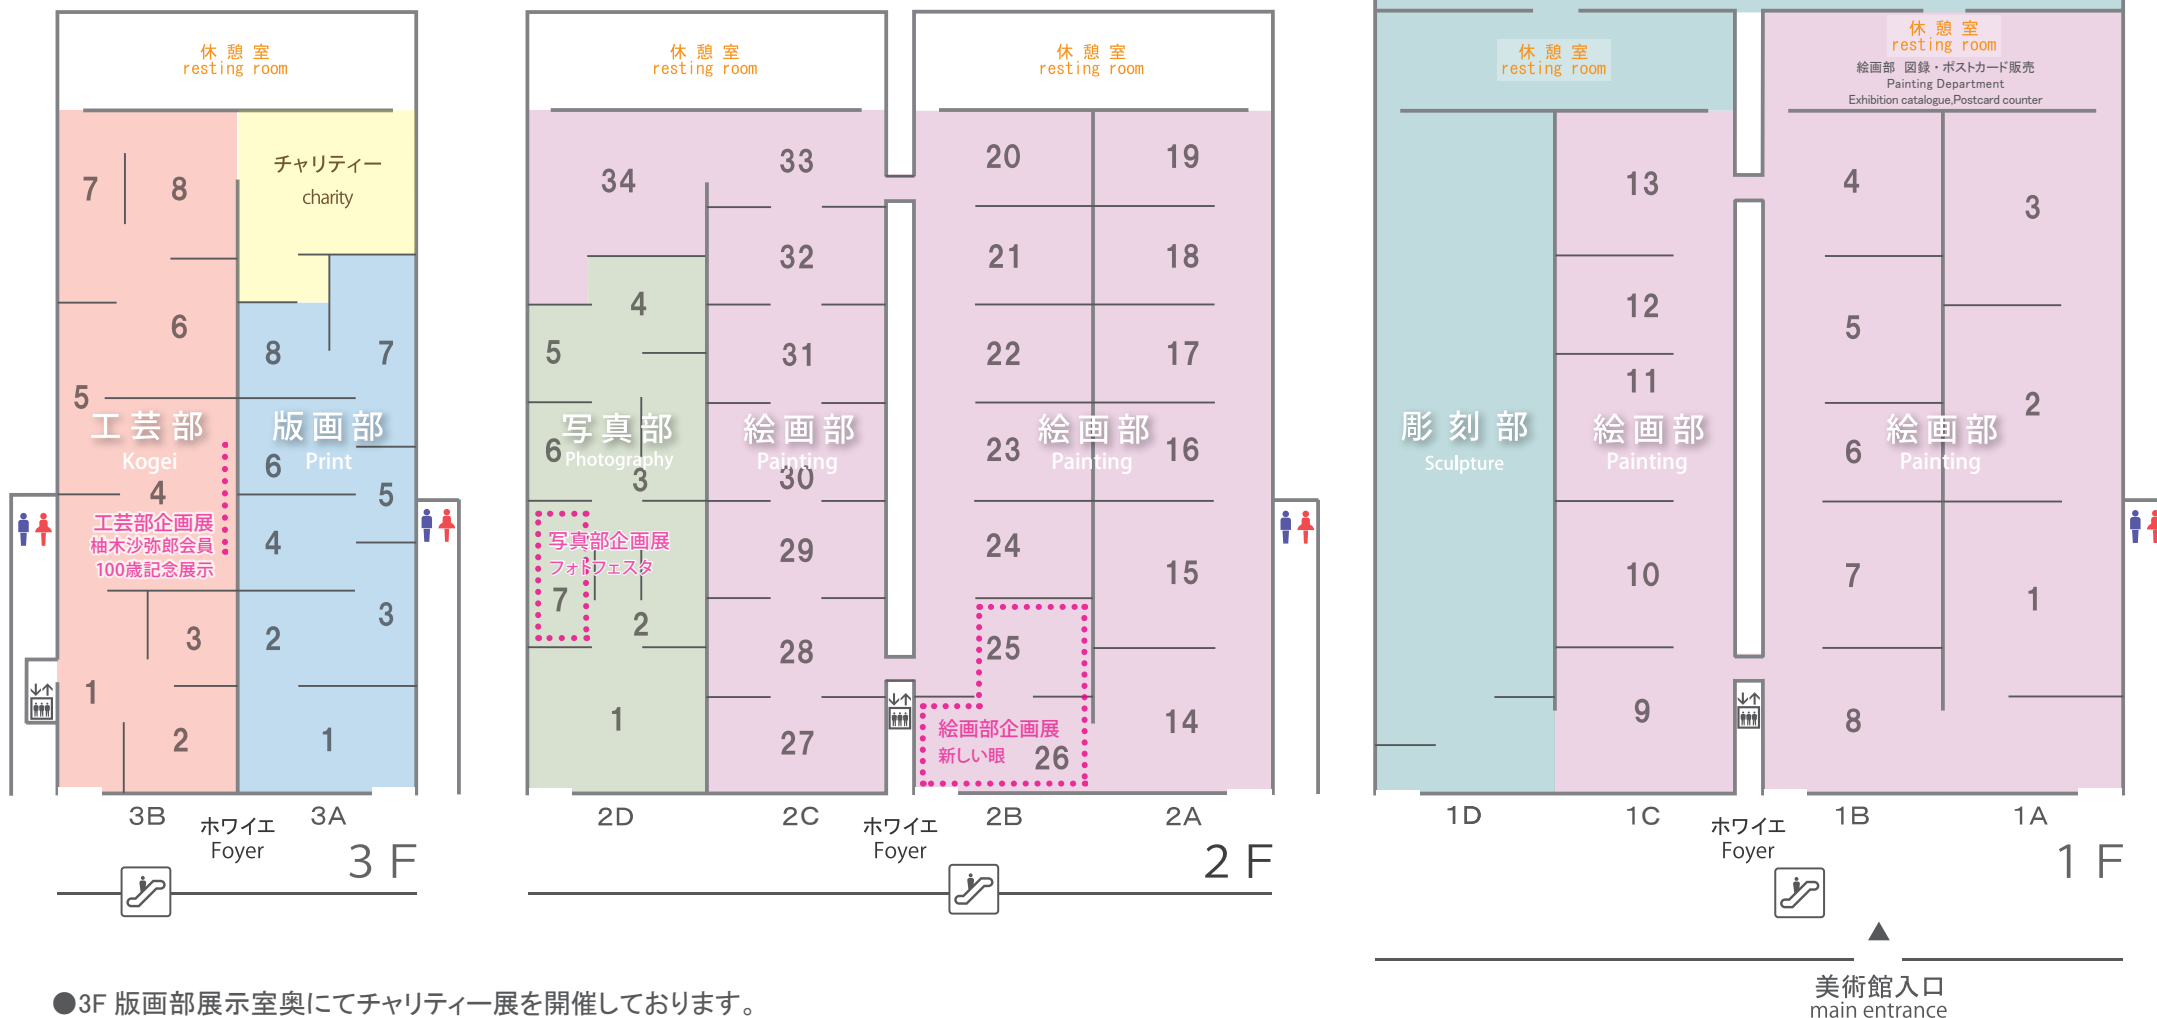 休憩室
resting room
チャリティー
charity
7
8
6
5
8
7
工芸部
Kogei
版画部
Print
6
5
4
工芸部企画展
柚木沙弥郎会員
100歳記念展示
4
3
3
2
1
2
1
3B
ホワイエ
Foyer
3A
3F
休憩室
resting room
休憩室
resting room
34
33
20
19
32
21
18
4
5
31
22
17
写真部
Photography
絵画部
Painting
絵画部
Painting
6
3
30
23
16
写真部企画展
フォトフェスタ
7
2
29
24
15
28
25
1
27
絵画部企画展
新しい眼
26
14
2D
2C
ホワイエ
Foyer
2B
2A
2F
休憩室
resting room
休憩室
resting room
絵画部 図録・ポストカード販売
Painting Department
Exhibition catalogue,Postcard counter
13
4
3
12
5
11
2
彫刻部
Sculpture
絵画部
Painting
絵画部
Painting
6
10
7
1
9
8
1D
1C
ホワイエ
Foyer
1B
1A
1F
美術館入口
main entrance
●3F 版画部展示室奥にてチャリティー展を開催しております。